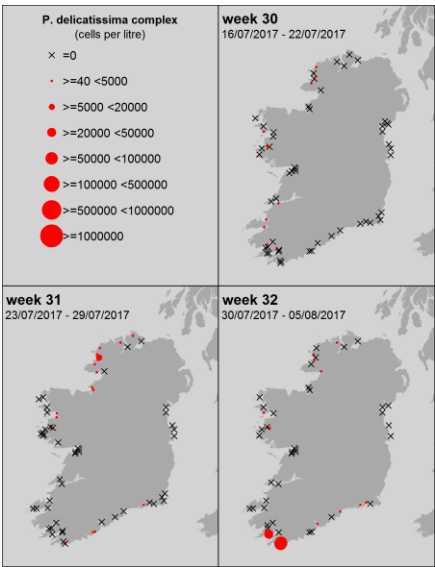 P. delicatissima complex
(cells per litre)
=0
>=40 <5000
>=5000 <20000
>=20000 <50000
>=50000 <100000
>=100000 <500000
>=500000 <1000000
>=1000000
week 30
16/07/2017 - 22/07/2017
week 31
23/07/2017 - 29/07/2017
week 32
30/07/2017 - 05/08/2017